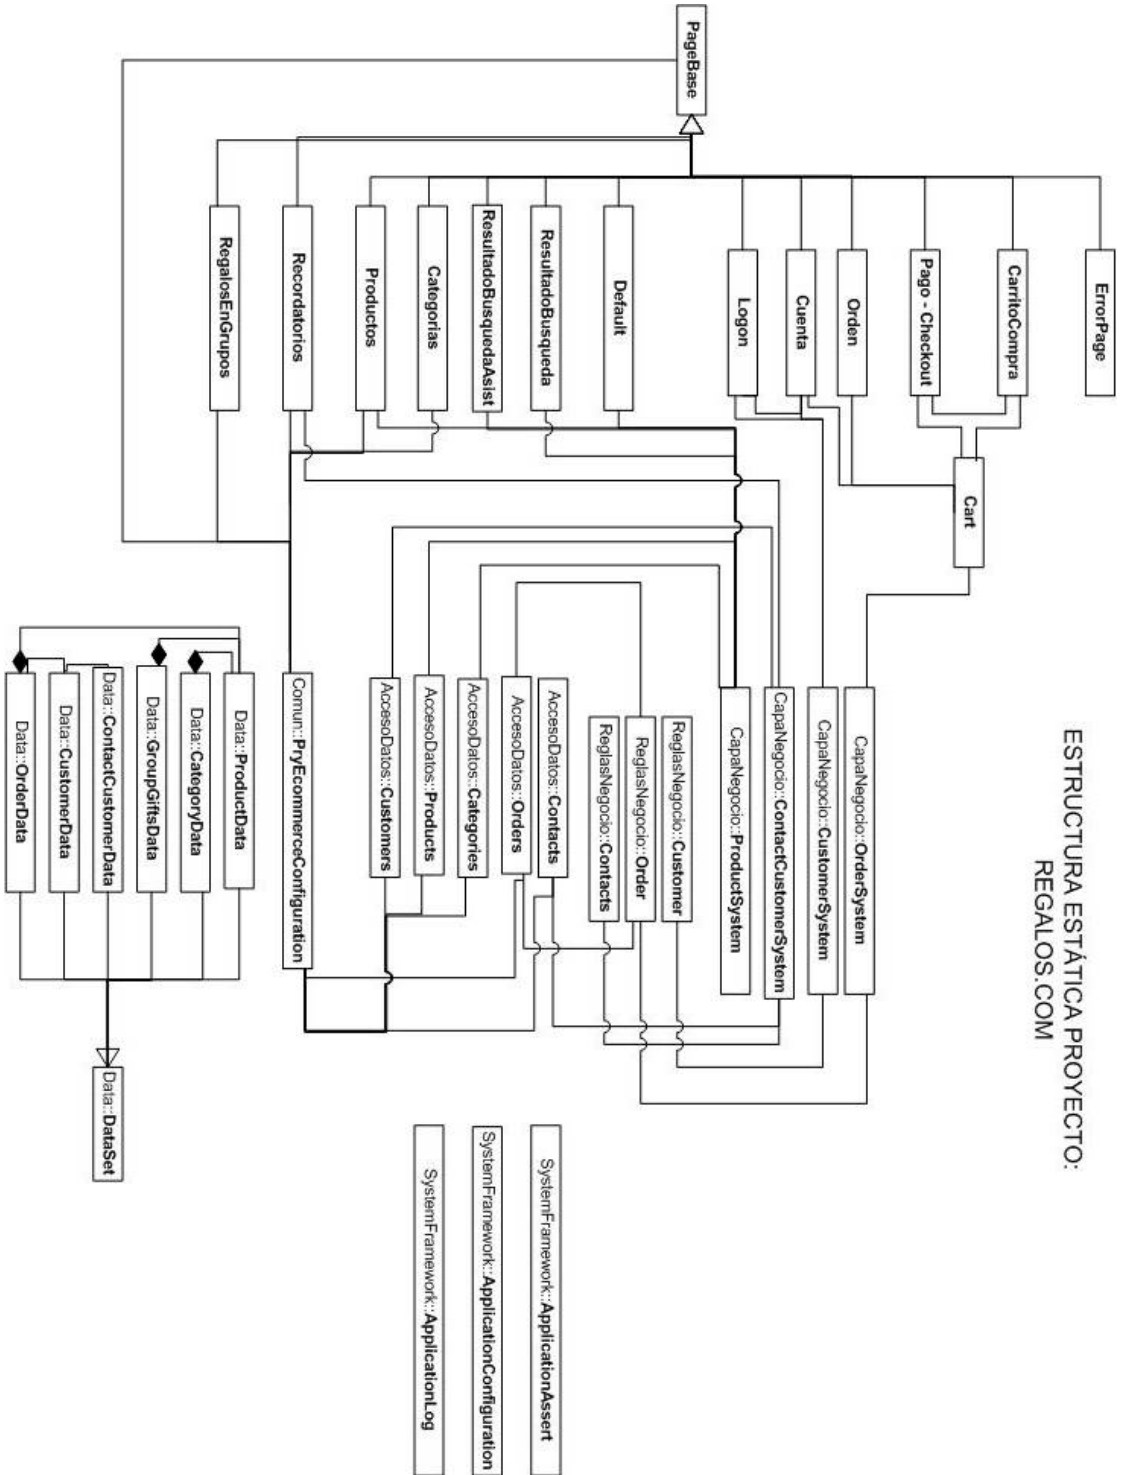 ESTRUCTURA ESTÁTICA PROYECTO:
REGALOS.COM
PageBase
ErrorPage
CarritoCompra
Pago - Checkout
Orden
Cuenta
Logon
Default
ResultadoBusqueda
ResultadoBusquedaAsist
Categorias
Productos
Recordatorios
RegalosEnGrupos
Cart
CapaNegocio::OrderSystem
CapaNegocio::CustomerSystem
CapaNegocio::ContactCustomerSystem
CapaNegocio::ProductSystem
ReglasNegocio::Customer
ReglasNegocio::Order
ReglasNegocio::Contacts
AccesoDatos::Contacts
AccesoDatos::Orders
AccesoDatos::Categories
AccesoDatos::Products
AccesoDatos::Customers
Comun::PryEcommerceConfiguration
Data::ProductData
Data::CategoryData
Data::GroupGiftsData
Data::ContactCustomerData
Data::CustomerData
Data::OrderData
Data::DataSet
SystemFramework::ApplicationAssert
SystemFramework::ApplicationConfiguration
SystemFramework::ApplicationLog